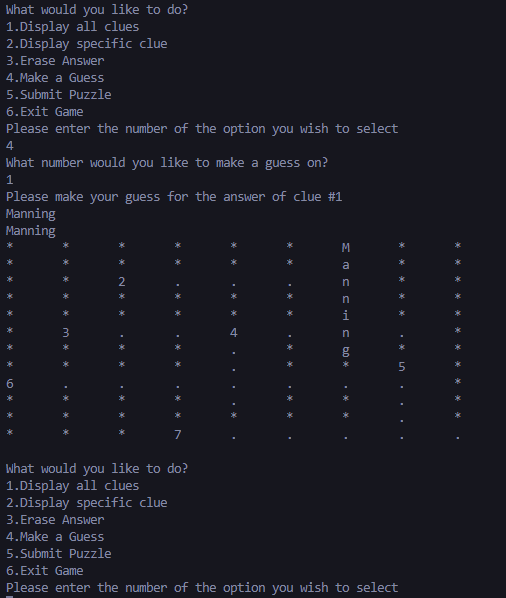 What would you like to do?
1.Display all clues
2.Display specific clue
3.Erase Answer
4.Make a Guess
5.Submit Puzzle
6.Exit Game
Please enter the number of the option you wish to select
4
What number would you like to make a guess on?
1
Please make your guess for the answer of clue #1
Manning
Manning
* * * * * * M * *
* * * * * * a * *
* * 2 . . . n * *
* * * * * * n * *
* * * * * * i * *
* 3 . . 4 . n . *
* * * * . * g * *
* * * * . * * 5 *
6 . . . . . . . *
* * * * . * * . *
* * * * * * * . *
* * * 7 . . . . .
What would you like to do?
1.Display all clues
2.Display specific clue
3.Erase Answer
4.Make a Guess
5.Submit Puzzle
6.Exit Game
Please enter the number of the option you wish to select